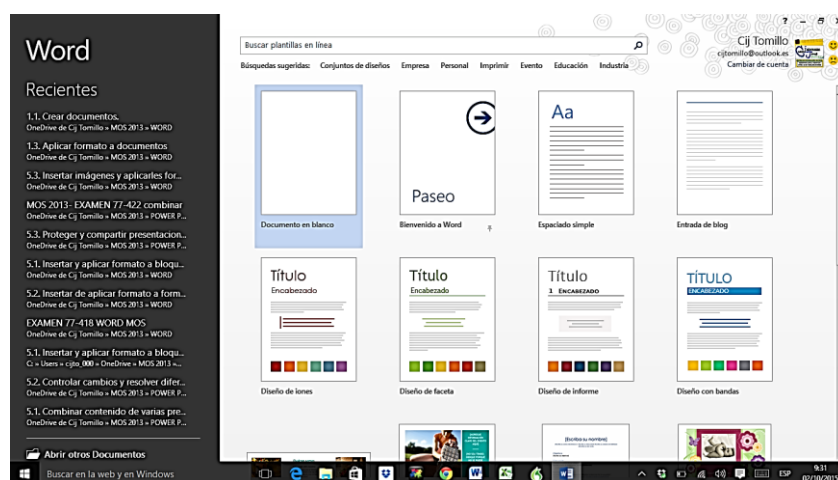 Word
Recientes
1.1. Crear documentos.
OneDrive de Cij Tomillo » MOS 2013 » WORD
1.3. Aplicar formato a documentos
OneDrive de Cij Tomillo » MOS 2013 » WORD
5.3. Insertar imágenes y aplicarles for...
OneDrive de Cij Tomillo » MOS 2013 » WORD
MOS 2013- EXAMEN 77-422 combinar
OneDrive de Cij Tomillo » MOS 2013 » POWER P...
5.3. Proteger y compartir presentacion...
OneDrive de Cij Tomillo » MOS 2013 » POWER P...
5.1. Insertar y aplicar formato a bloqu...
OneDrive de Cij Tomillo » MOS 2013 » WORD
5.2. Insertar de aplicar formato a form...
OneDrive de Cij Tomillo » MOS 2013 » WORD
EXAMEN 77-418 WORD MOS
OneDrive de Cij Tomillo » MOS 2013 » WORD
5.1. Insertar y aplicar formato a bloqu...
C: » Users » cijto_000 » OneDrive » MOS 2013 »...
5.2. Controlar cambios y resolver difer...
OneDrive de Cij Tomillo » MOS 2013 » POWER P...
5.1. Combinar contenido de varias pre...
OneDrive de Cij Tomillo » MOS 2013 » POWER P...
Abrir otros Documentos
Buscar plantillas en línea
Búsquedas sugeridas: Conjuntos de diseños Empresa Personal Imprimir Evento Educación Industria
Cij Tomillo
cijtomillo@outlook.es
Cambiar de cuenta
Aa
Paseo
Documento en blanco Bienvenido a Word Espaciado simple Entrada de blog
Título Título Título TÍTULO
Encabezado Encabezado 1 ENCABEZADO ENCABEZADO
Diseño de iones Diseño de faceta Diseño de informe Diseño con bandas
[Escriba su nombre]
Buscar en la web y en Windows
ESP
9:31
02/10/2015